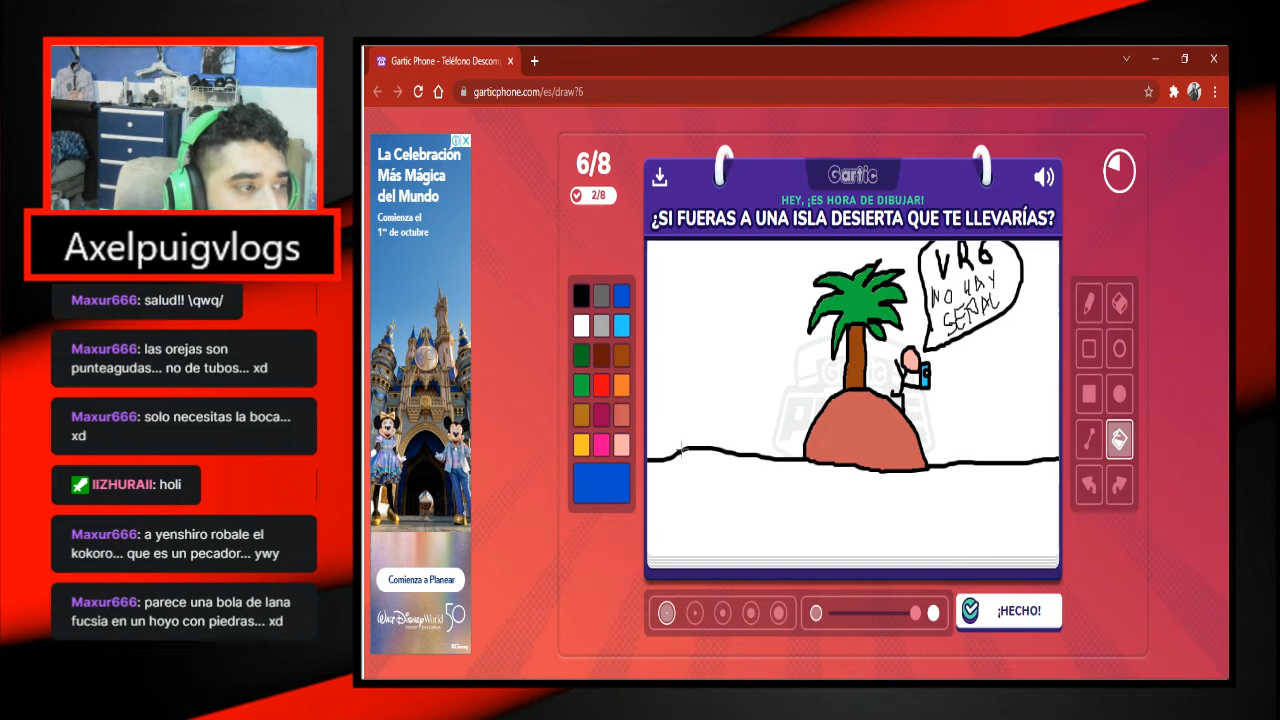 Axelpuigvlogs
Maxur666: salud!! \qwq/
Maxur666: las orejas son
punteagudas... no de tubos... xd
Maxur666: solo necesitas la boca...
xd
IIZHURAII: holi
Maxur666: a yenshiro robale el
kokoro... que es un pecador... ywy
Maxur666: parece una bola de lana
fucsia en un hoyo con piedras... xd
Gartic Phone - Teléfono Descom
garticphone.com/es/draw?6
La Celebración
Más Mágica
del Mundo
Comienza el
1ro de octubre
Comienza a Planear
Walt Disney World
50
©Disney
6/8
2/8
Gartic
HEY, ¡ES HORA DE DIBUJAR!
¿SI FUERAS A UNA ISLA DESIERTA QUE TE LLEVARÍAS?
VR6
NO HAY
SEÑAL
Gartic
¡HECHO!